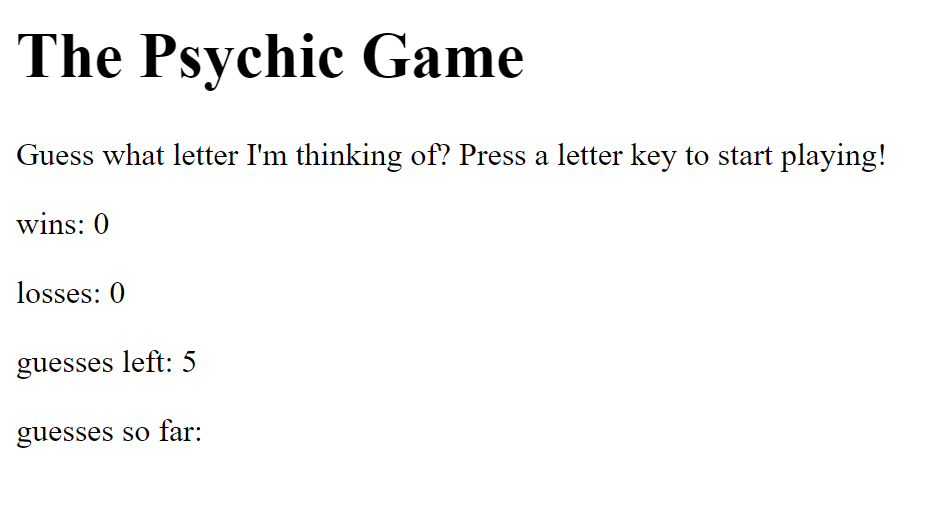 The Psychic Game
Guess what letter I'm thinking of? Press a letter key to start playing!
wins: 0
losses: 0
guesses left: 5
guesses so far: